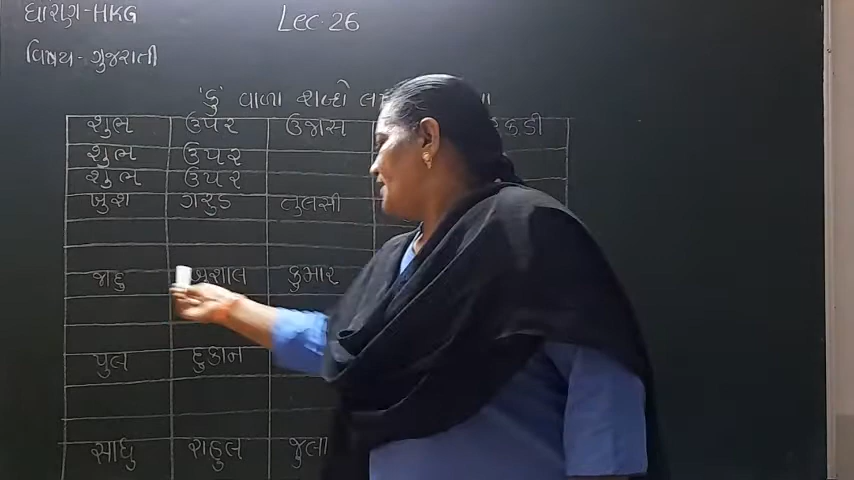 ધોરણ-HKG
Lec-26
વિષય-ગુજરાતી
'ુ' વાળા શબ્દો
શુભ ઉપર ઉજાસ
શુભ ઉપર
શુભ ઉપર
ખુશ ગરુડ તુલસી
જાદુ ખુશાલ કુમાર
પુલ દુકાન
સાધુ રાહુલ